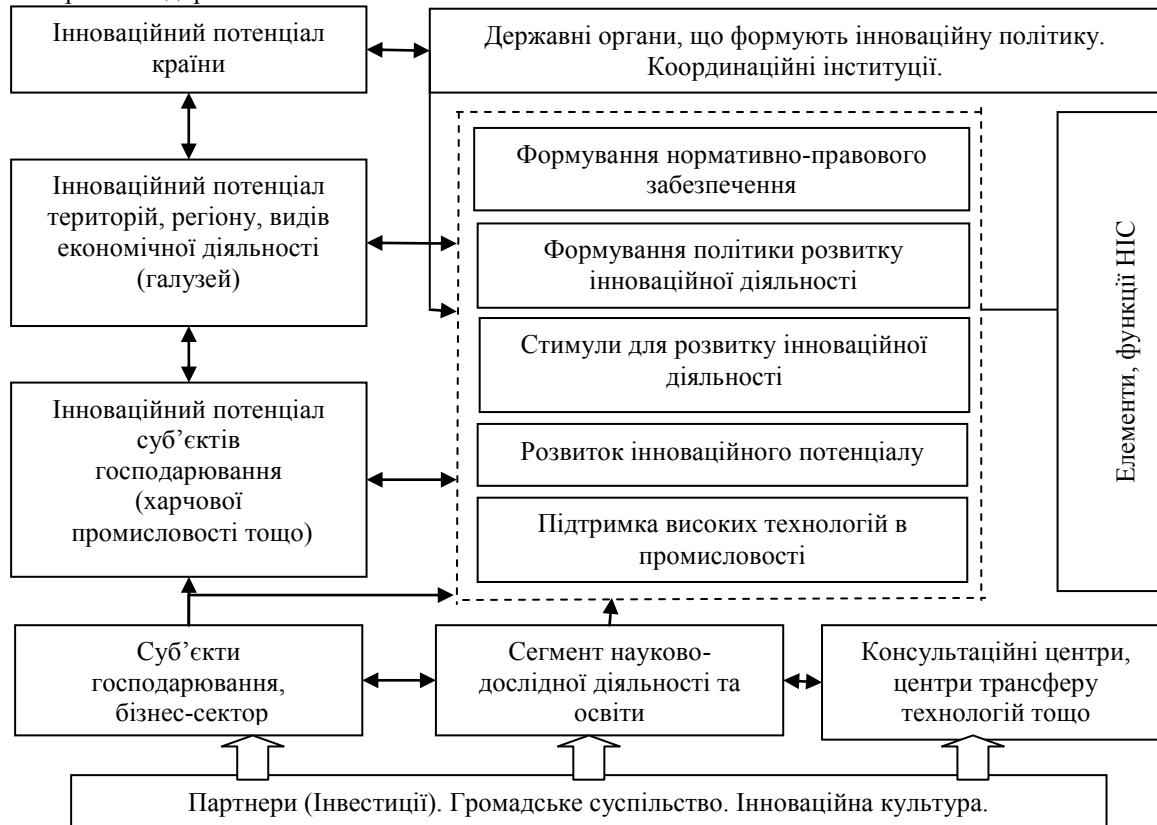 Інноваційний потенціал
країни
Державні органи, що формують інноваційну політику.
Координаційні інституції.
Інноваційний потенціал
територій, регіону, видів
економічної діяльності
(галузей)
Формування нормативно-правового
забезпечення
Формування політики розвитку
інноваційної діяльності
Стимули для розвитку інноваційної
діяльності
Розвиток інноваційного потенціалу
Підтримка високих технологій в
промисловості
Елементи, функції НІС
Інноваційний потенціал
суб’єктів
господарювання
(харчової
промисловості тощо)
Суб’єкти
господарювання,
бізнес-сектор
Сегмент науково-
дослідної діяльності та
освіти
Консультаційні центри,
центри трансферу
технологій тощо
Партнери (Інвестиції). Громадське суспільство. Інноваційна культура.